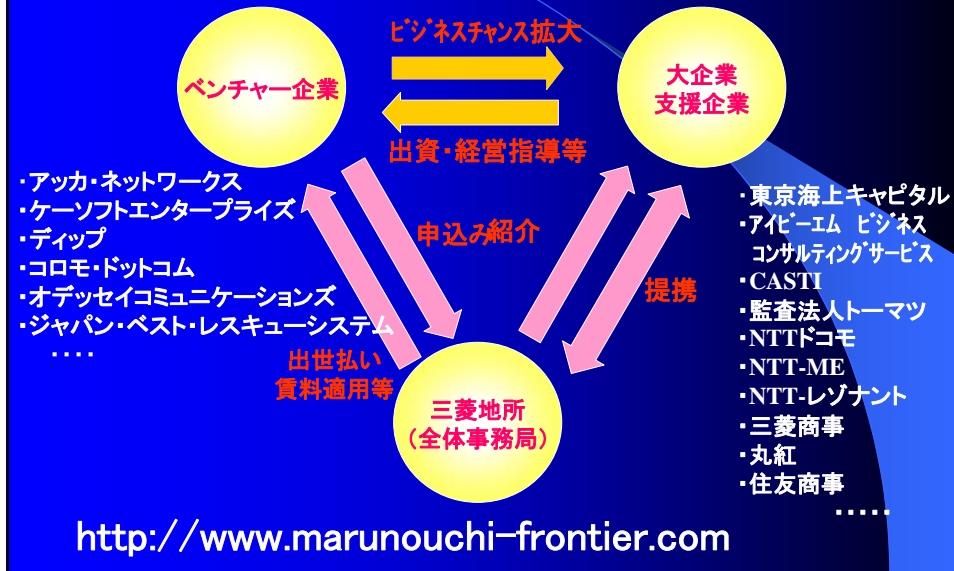 ビジネスチャンス拡大
ベンチャー企業
大企業
支援企業
出資・経営指導等
・アッカ・ネットワークス
・ケーソフトエンタープライズ
・ディップ
・コロモ・ドットコム
・オデッセイコミュニケーションズ
・ジャパン・ベスト・レスキューシステム
・・・・
申込み紹介
提携
出世払い
賃料適用等
三菱地所
（全体事務局）
・東京海上キャピタル
・アイビーエム ビジネス
コンサルティングサービス
・CASTI
・監査法人トーマツ
・NTTドコモ
・NTT-ME
・NTT-レゾナント
・三菱商事
・丸紅
・住友商事
・・・・・
http://www.marunouchi-frontier.com